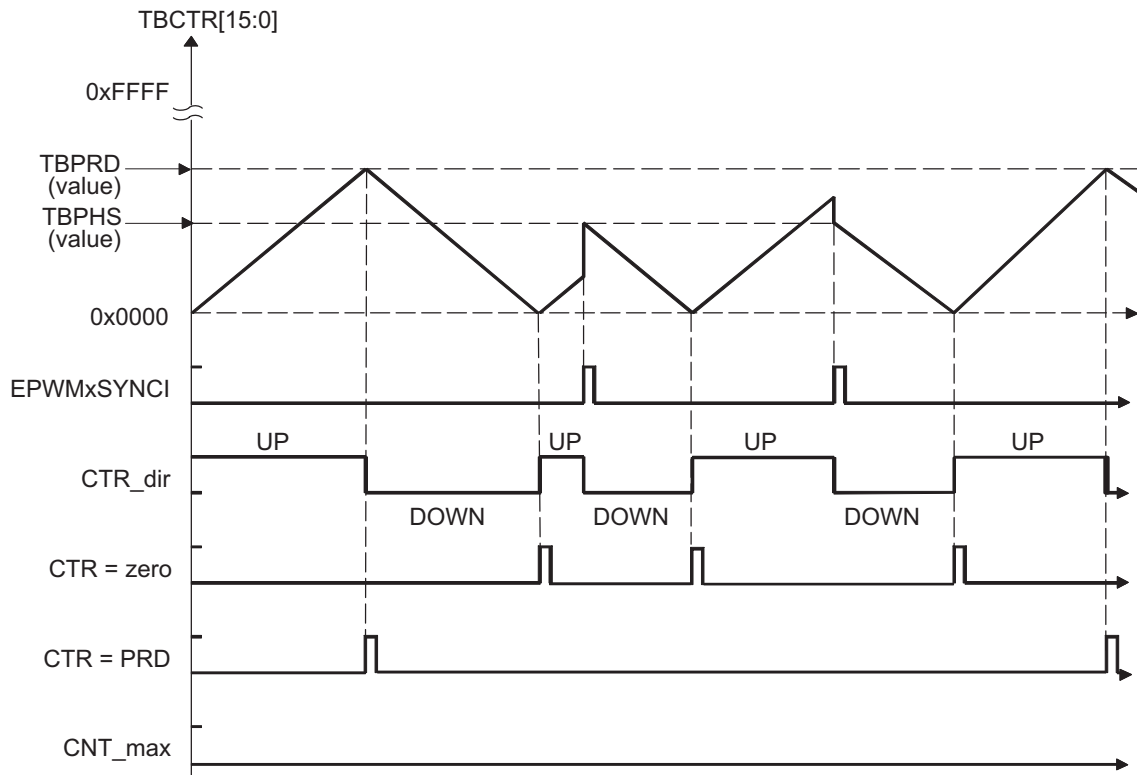 TBCTR[15:0]
0xFFFF
TBPRD
(value)
TBPHS
(value)
0x0000
EPWMxSYNCI
UP UP UP UP
CTR_dir
DOWN DOWN DOWN
CTR = zero
CTR = PRD
CNT_max